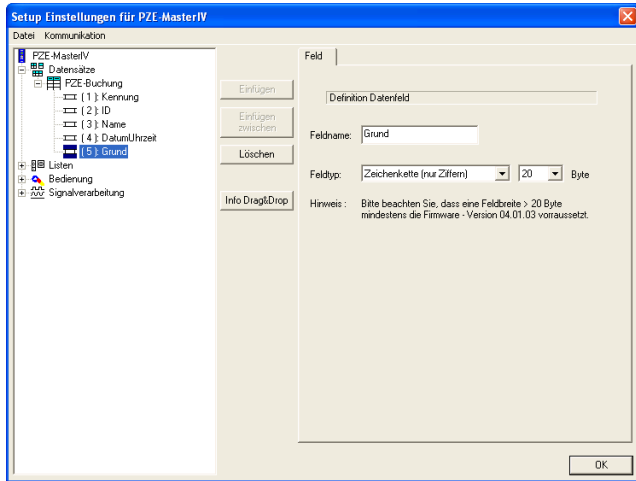 Setup Einstellungen für PZE-MasterIV
Datei Kommunikation
PZE-MasterIV
Datensätze
PZE-Buchung
( 1 ): Kennung
( 2 ): ID
( 3 ): Name
( 4 ): DatumUhrzeit
( 5 ): Grund
Listen
Bedienung
Signalverarbeitung
Einfügen
Einfügen
zwischen
Löschen
Info Drag&Drop
Feld
Definition Datenfeld
Feldname: Grund
Feldtyp: Zeichenkette (nur Ziffern) 20 Byte
Hinweis : Bitte beachten Sie, dass eine Feldbreite > 20 Byte
mindestens die Firmware - Version 04.01.03 vorraussetzt.
OK